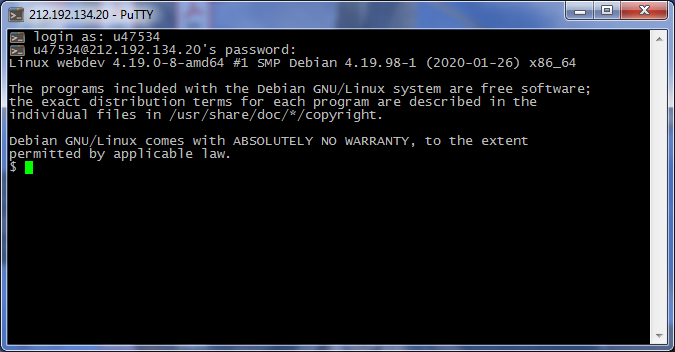 212.192.134.20 - PuTTY
login as: u47534
u47534@212.192.134.20's password:
Linux webdev 4.19.0-8-amd64 #1 SMP Debian 4.19.98-1 (2020-01-26) x86_64
The programs included with the Debian GNU/Linux system are free software;
the exact distribution terms for each program are described in the
individual files in /usr/share/doc/*/copyright.
Debian GNU/Linux comes with ABSOLUTELY NO WARRANTY, to the extent
permitted by applicable law.
$